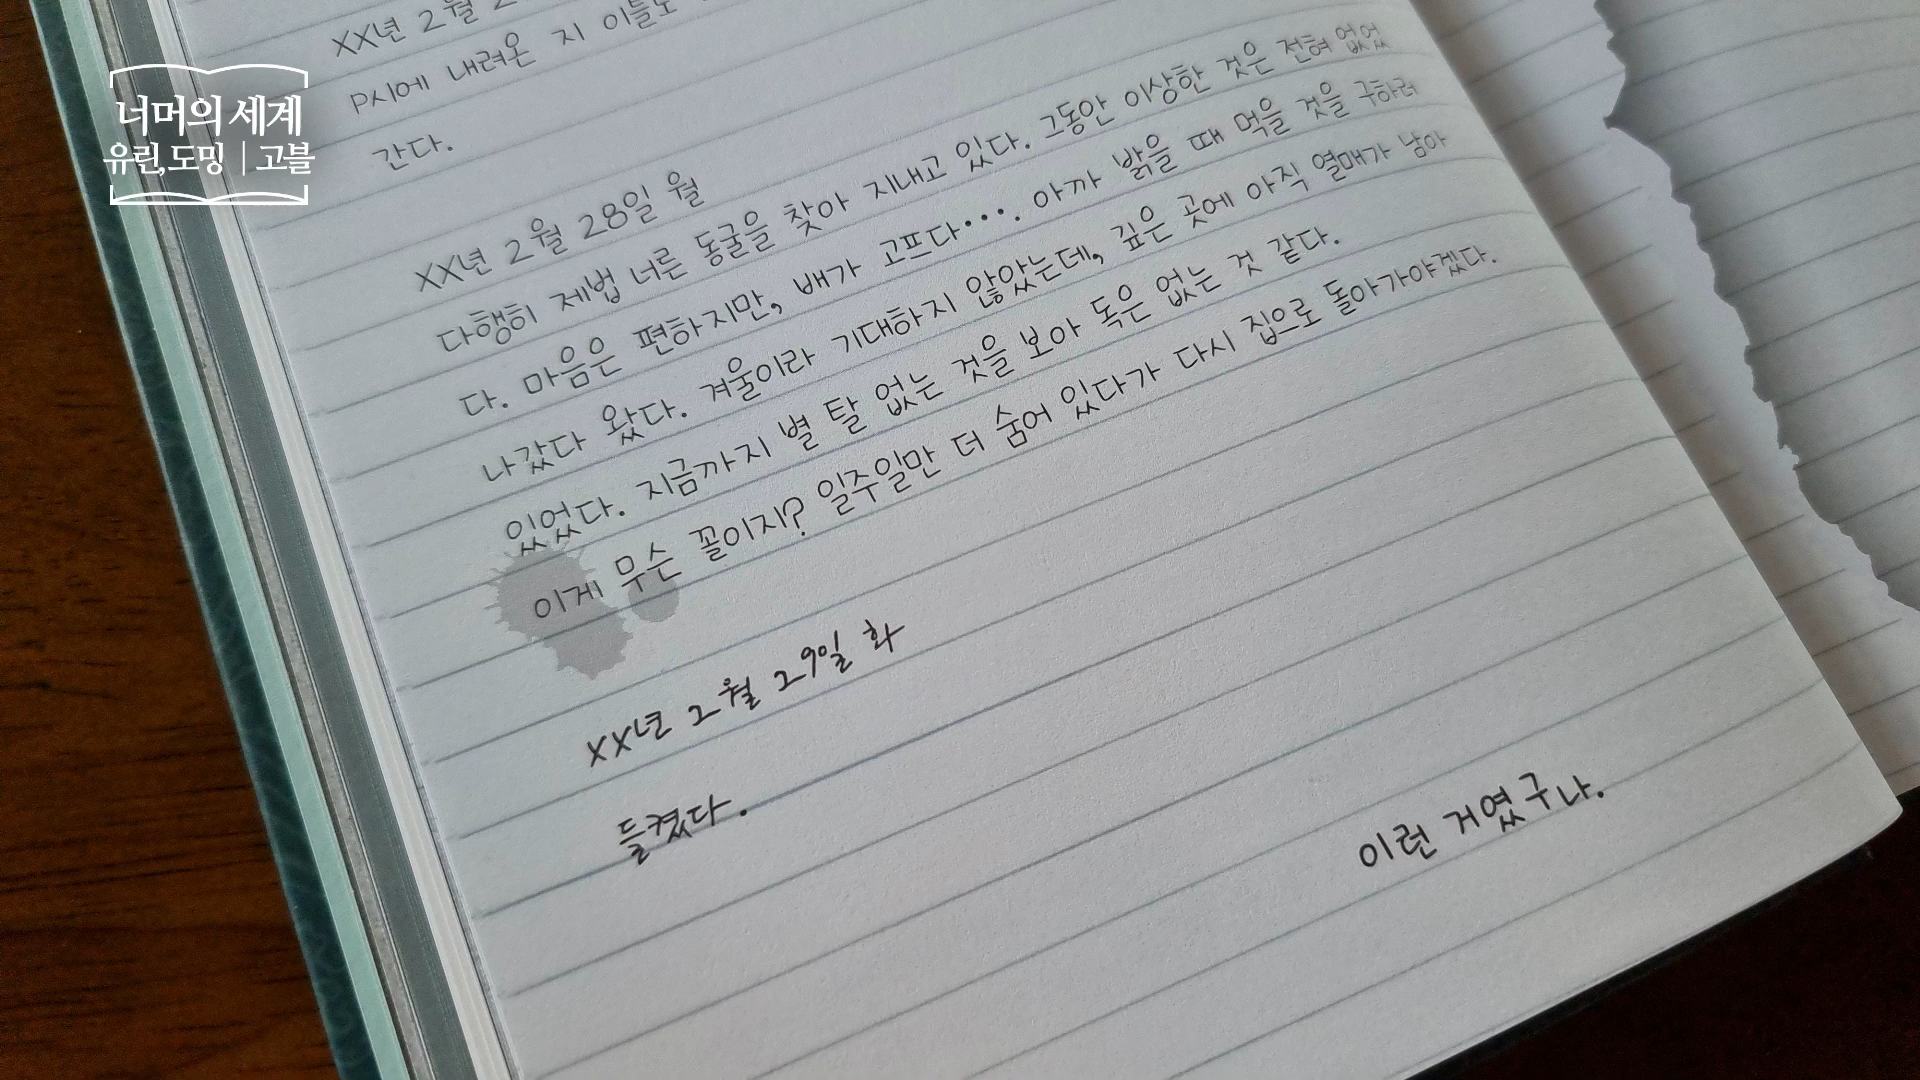 너머의 세계
유린, 도밍 | 고블
XX년 2월 2
P시에 내려온 지 이틀도
간다.
XX년 2월 28일 월
다행히 제법 너른 동굴을 찾아 지내고 있다. 그동안 이상한 것은 전혀 없었
다. 마음은 편하지만, 배가 고프다····. 아까 밝을 때 먹을 것을 구하러
나갔다 왔다. 겨울이라 기대하지 않았는데, 깊은 곳에 아직 열매가 남아
있었다. 지금까지 별 탈 없는 것을 보아 독은 없는 것 같다.
이게 무슨 꼴이지? 일주일만 더 숨어 있다가 다시 집으로 돌아가야겠다.
XX년 2월 29일 화
들켰다.
이런 거였구나.